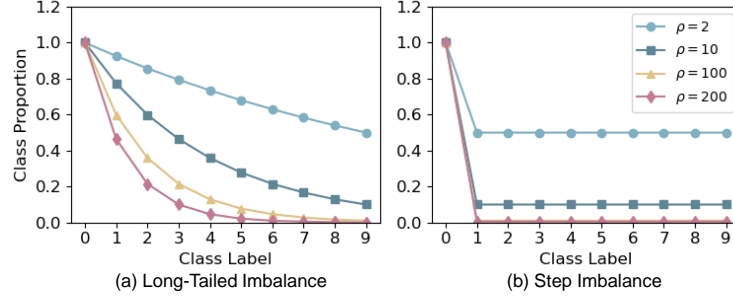 1.2
1.0
0.8
0.6
0.4
0.2
0.0
Class Proportion
0 1 2 3 4 5 6 7 8 9
Class Label
(a) Long-Tailed Imbalance
1.2
1.0
0.8
0.6
0.4
0.2
0.0
ρ = 2
ρ = 10
ρ = 100
ρ = 200
0 1 2 3 4 5 6 7 8 9
Class Label
(b) Step Imbalance